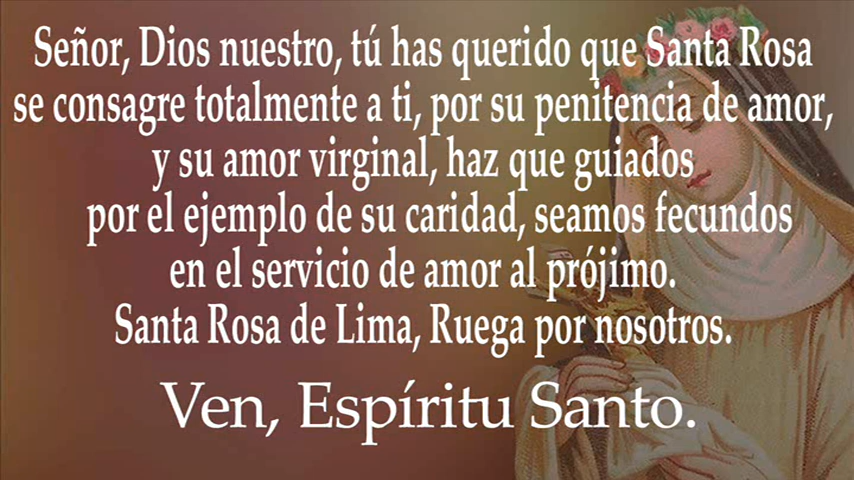 Señor, Dios nuestro, tú has querido que Santa Rosa
se consagre totalmente a ti, por su penitencia de amor,
y su amor virginal, haz que guiados
por el ejemplo de su caridad, seamos fecundos
en el servicio de amor al prójimo.
Santa Rosa de Lima, Ruega por nosotros.
Ven, Espíritu Santo.